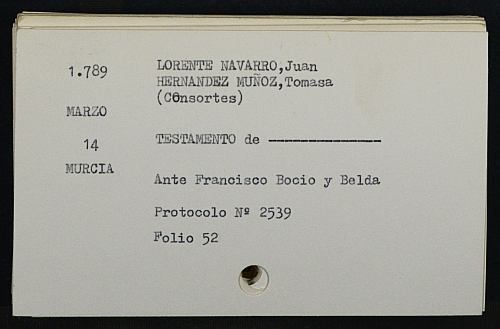 1.789
MARZO
14
MURCIA
LORENTE NAVARRO,Juan
HERNANDEZ MUÑOZ,Tomasa
(Consortes)
TESTAMENTO de --------------
Ante Francisco Bocio y Belda
Protocolo Nº 2539
Folio 52